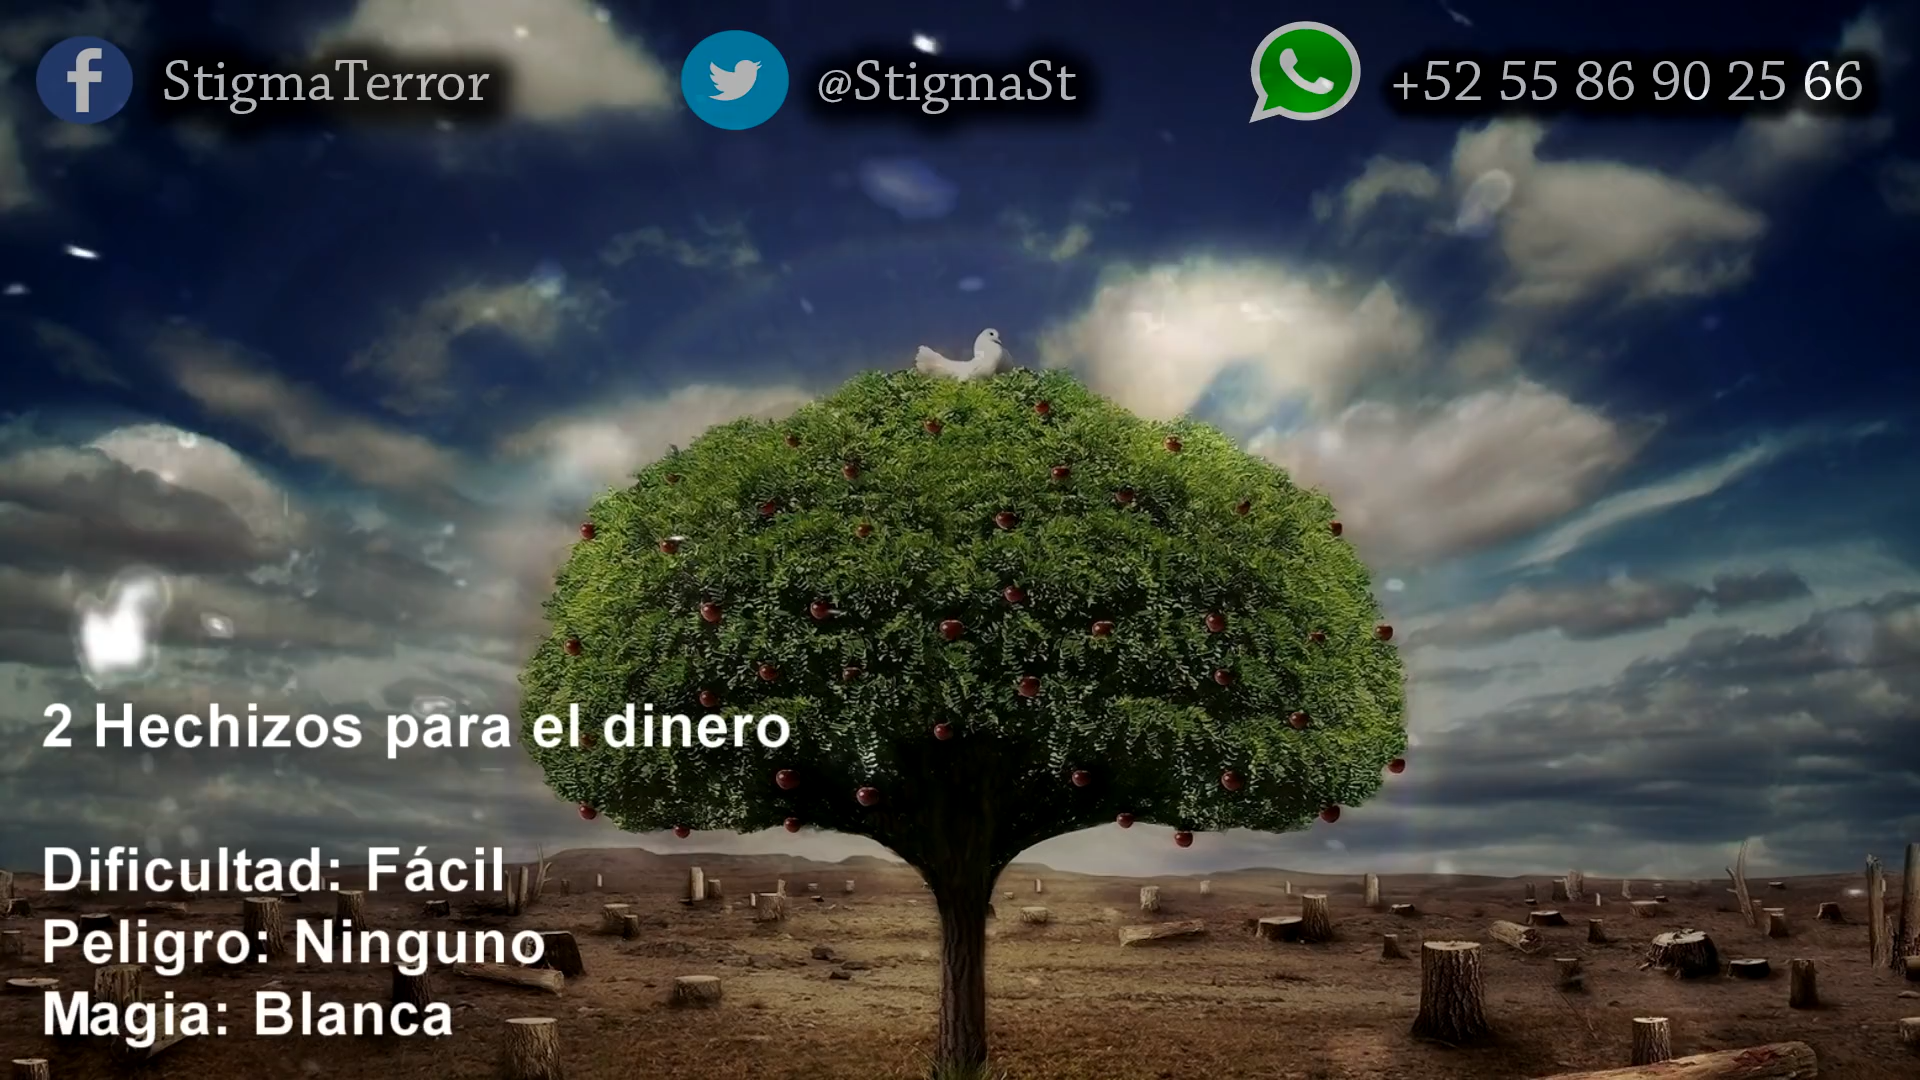 StigmaTerror
@StigmaSt
+52 55 86 90 25 66
2 Hechizos para el dinero
Dificultad: Fácil
Peligro: Ninguno
Magia: Blanca